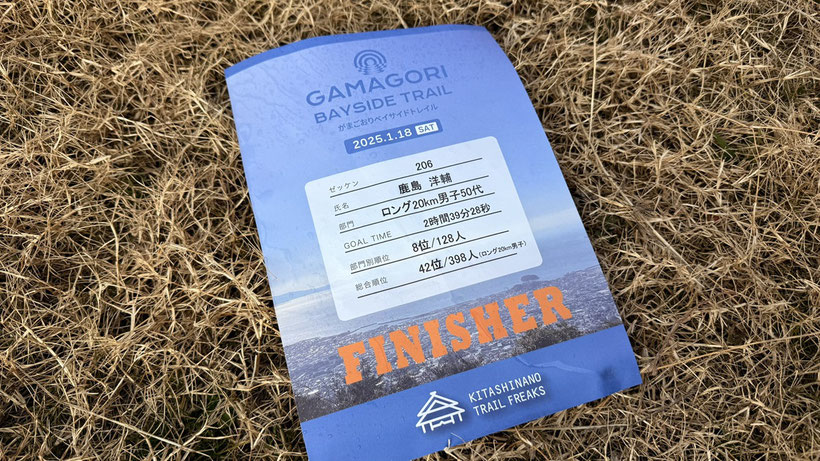 GAMAGORI
BAYSIDE TRAIL
がまごおりベイサイドトレイル
2025.1.18 SAT
ゼッケン 206
氏名 鹿島 洋輔
部門 ロング20km男子50代
GOAL TIME 2時間39分28秒
部門別順位 8位/128人
総合順位 42位/398人(ロング20km男子)
FINISHER
KITASHINANO
TRAIL FREAKS